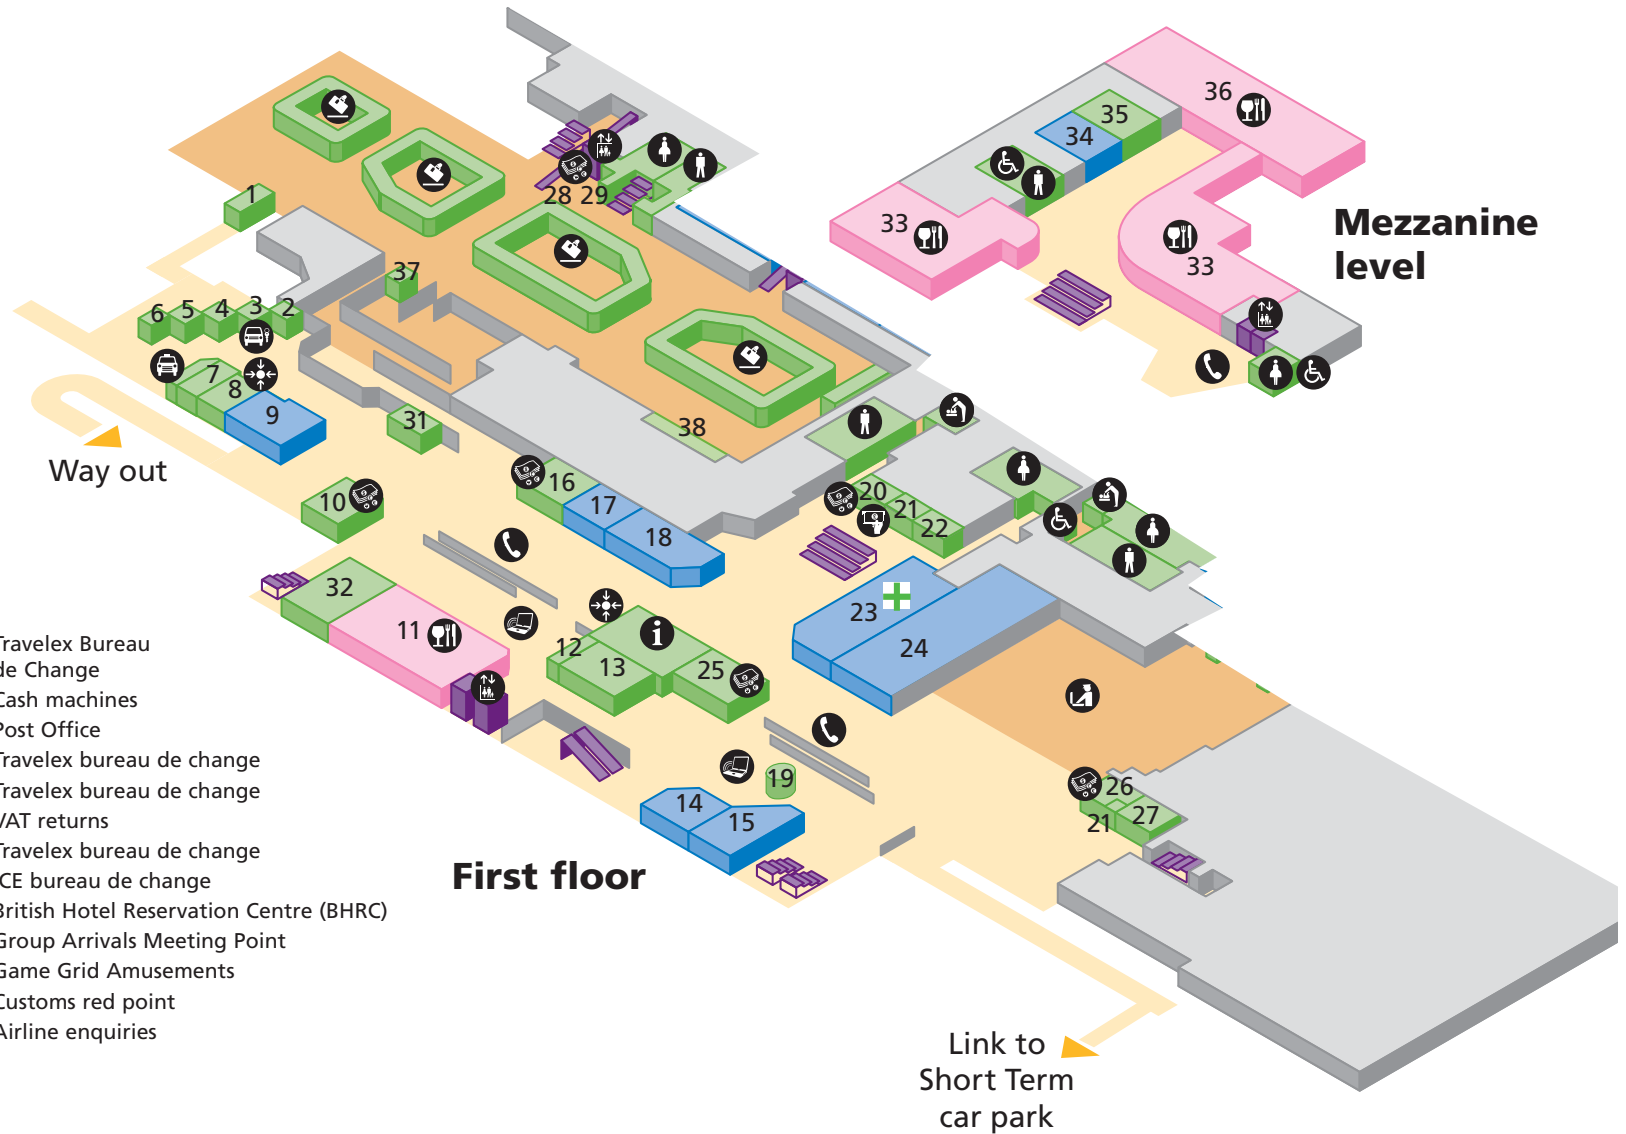 36
35
34
33
Mezzanine
level
33
28 29
1
37
6 5 4 3 2
7
8
9
31
38
Way out
10
16
17
18
20
21
22
32
11
12
13
25
23
24
19
14
15
26
21
27
Travelex Bureau
de Change
Cash machines
Post Office
Travelex bureau de change
Travelex bureau de change
VAT returns
Travelex bureau de change
ICE bureau de change
British Hotel Reservation Centre (BHRC)
Group Arrivals Meeting Point
Game Grid Amusements
Customs red point
Airline enquiries
First floor
Link to
Short Term
car park